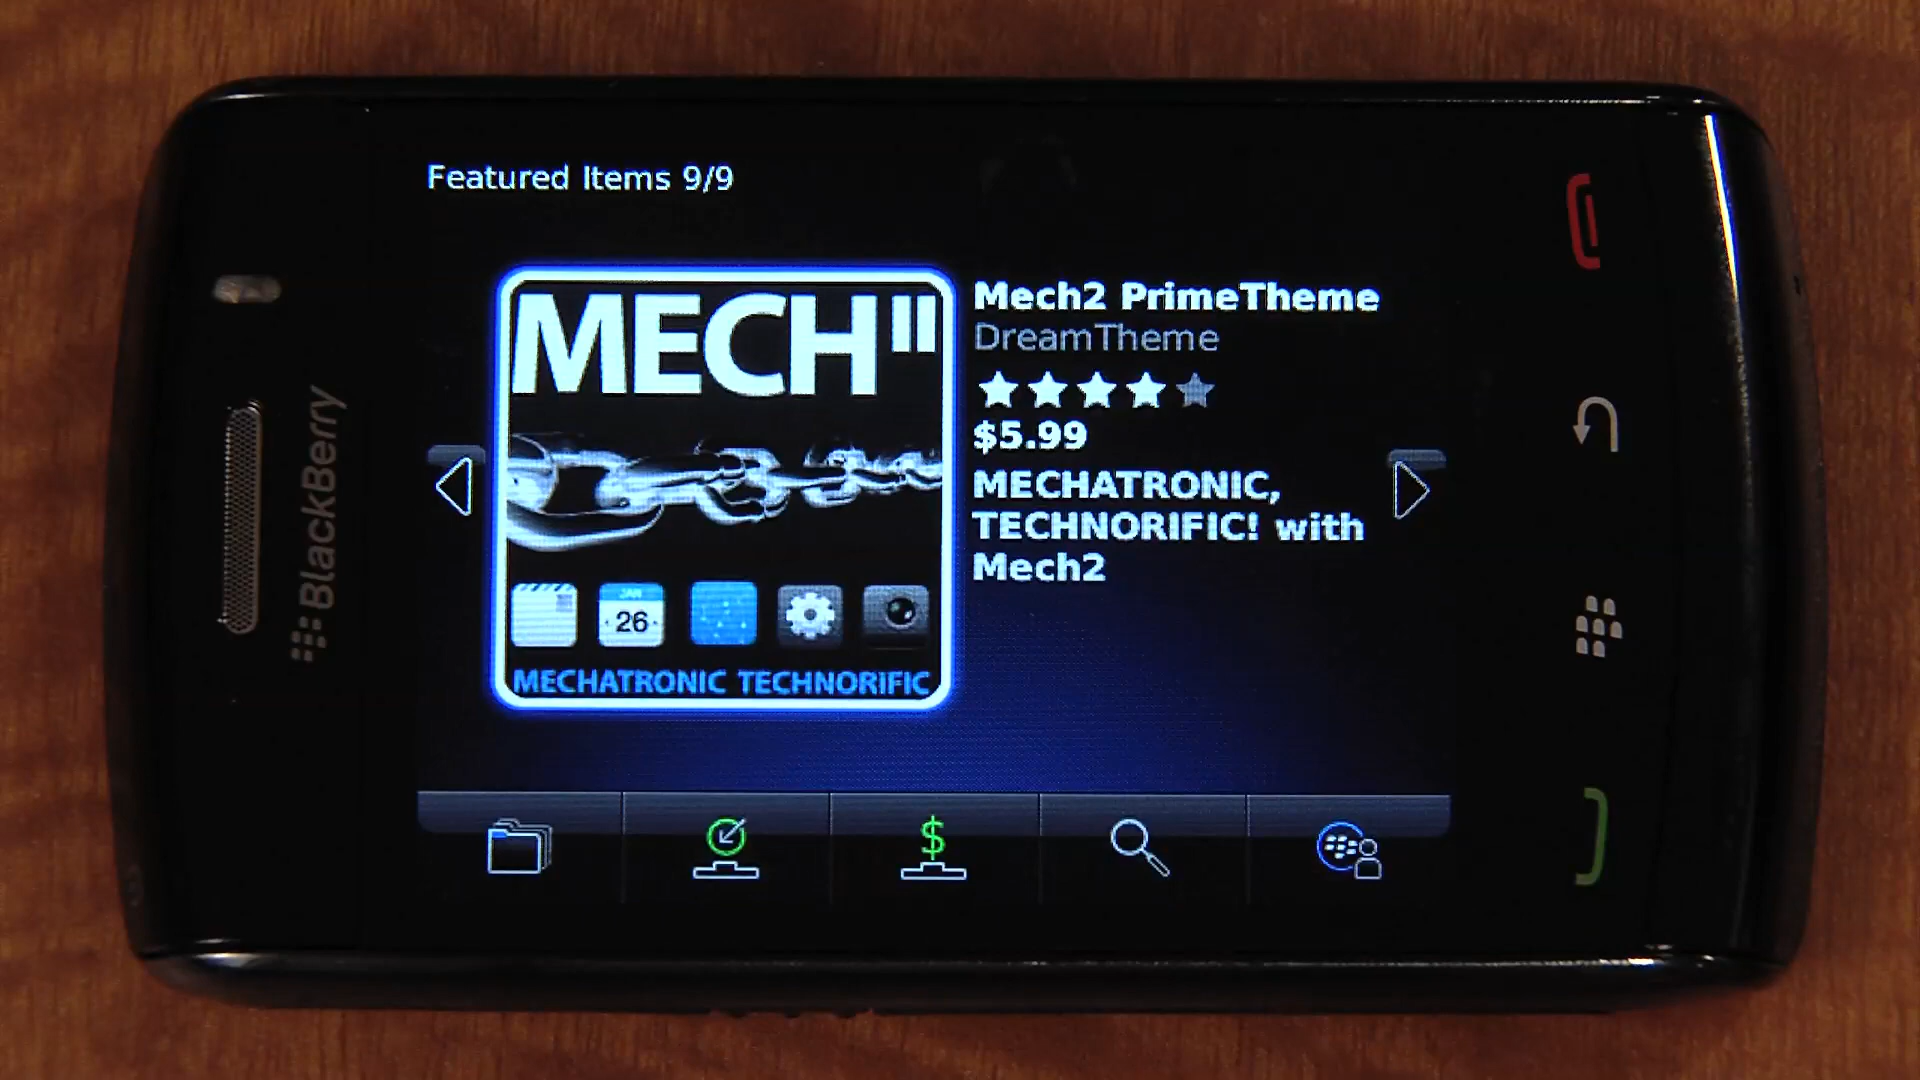 Featured Items 9/9
MECH"
JAN
26
MECHATRONIC TECHNORIFIC
Mech2 PrimeTheme
DreamTheme
$5.99
MECHATRONIC,
TECHNORIFIC! with
Mech2
BlackBerry